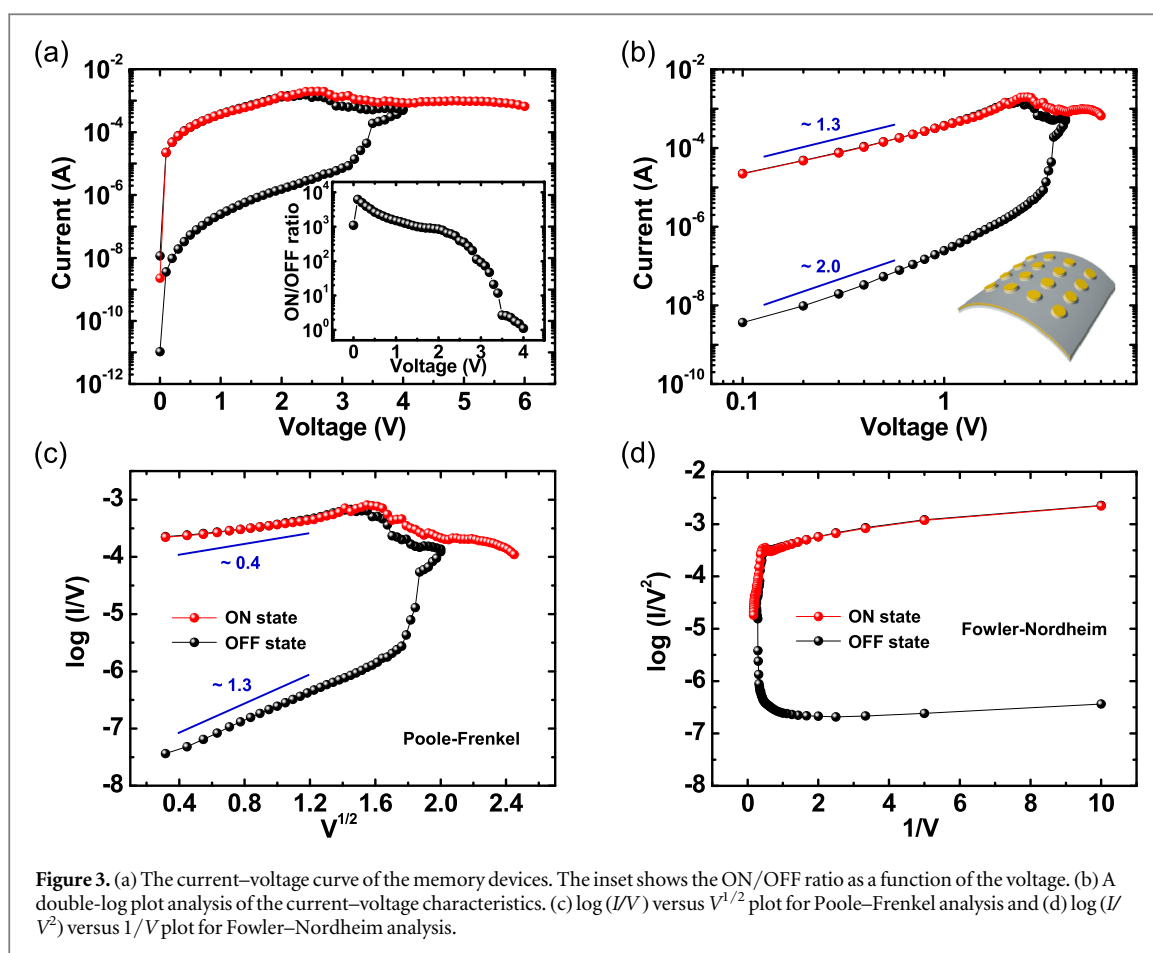 (a)
Current (A)
10^-2
10^-4
10^-6
10^-8
10^-10
10^-12
0 1 2 3 4 5 6
Voltage (V)
ON/OFF ratio
10^4
10^3
10^2
10^1
10^0
0 1 2 3 4
Voltage (V)
(b)
Current (A)
10^-2
10^-4
10^-6
10^-8
10^-10
~ 1.3
~ 2.0
0.1 1
Voltage (V)
(c)
log (I/V)
-3
-4
-5
-6
-7
-8
~ 0.4
ON state
OFF state
~ 1.3
Poole-Frenkel
0.4 0.8 1.2 1.6 2.0 2.4
V^1/2
(d)
log (I/V^2)
-2
-3
-4
-5
-6
-7
-8
ON state
OFF state
Fowler-Nordheim
0 2 4 6 8 10
1/V
Figure 3. (a) The current–voltage curve of the memory devices. The inset shows the ON/OFF ratio as a function of the voltage. (b) A
double-log plot analysis of the current–voltage characteristics. (c) log (I/V) versus V^1/2 plot for Poole–Frenkel analysis and (d) log (I/
V^2) versus 1/V plot for Fowler–Nordheim analysis.